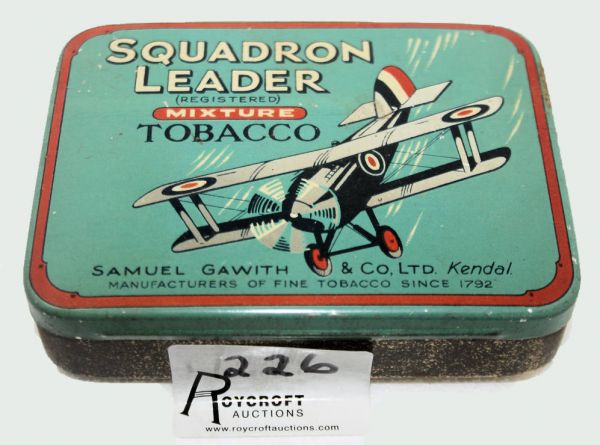 SQUADRON
LEADER
(REGISTERED)
MIXTURE
TOBACCO
SAMUEL GAWITH & CO, LTD. Kendal.
MANUFACTURERS OF FINE TOBACCO SINCE 1792
226
ROYCROFT
AUCTIONS
www.roycroftauctions.com